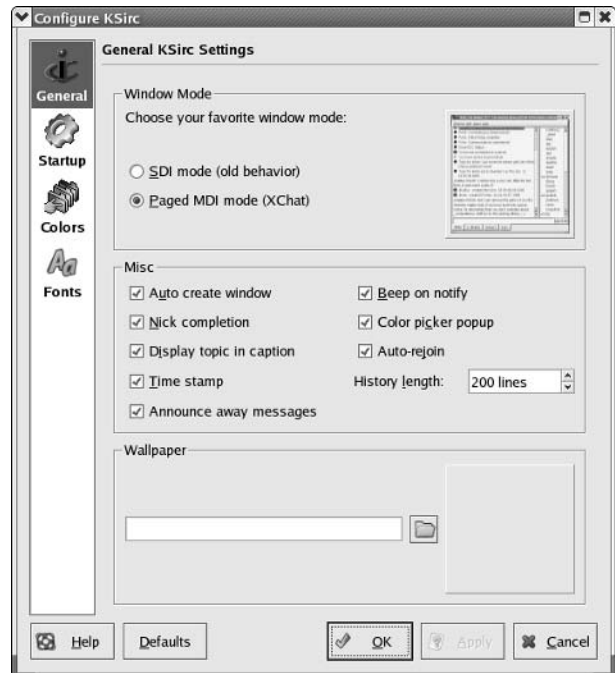 Configure KSirc
General
Startup
Colors
Fonts
General KSirc Settings
Window Mode
Choose your favorite window mode:
SDI mode (old behavior)
Paged MDI mode (XChat)
Misc
Auto create window
Beep on notify
Nick completion
Color picker popup
Display topic in caption
Auto-rejoin
Time stamp
History length:
200 lines
Announce away messages
Wallpaper
Help
Defaults
OK
Apply
Cancel